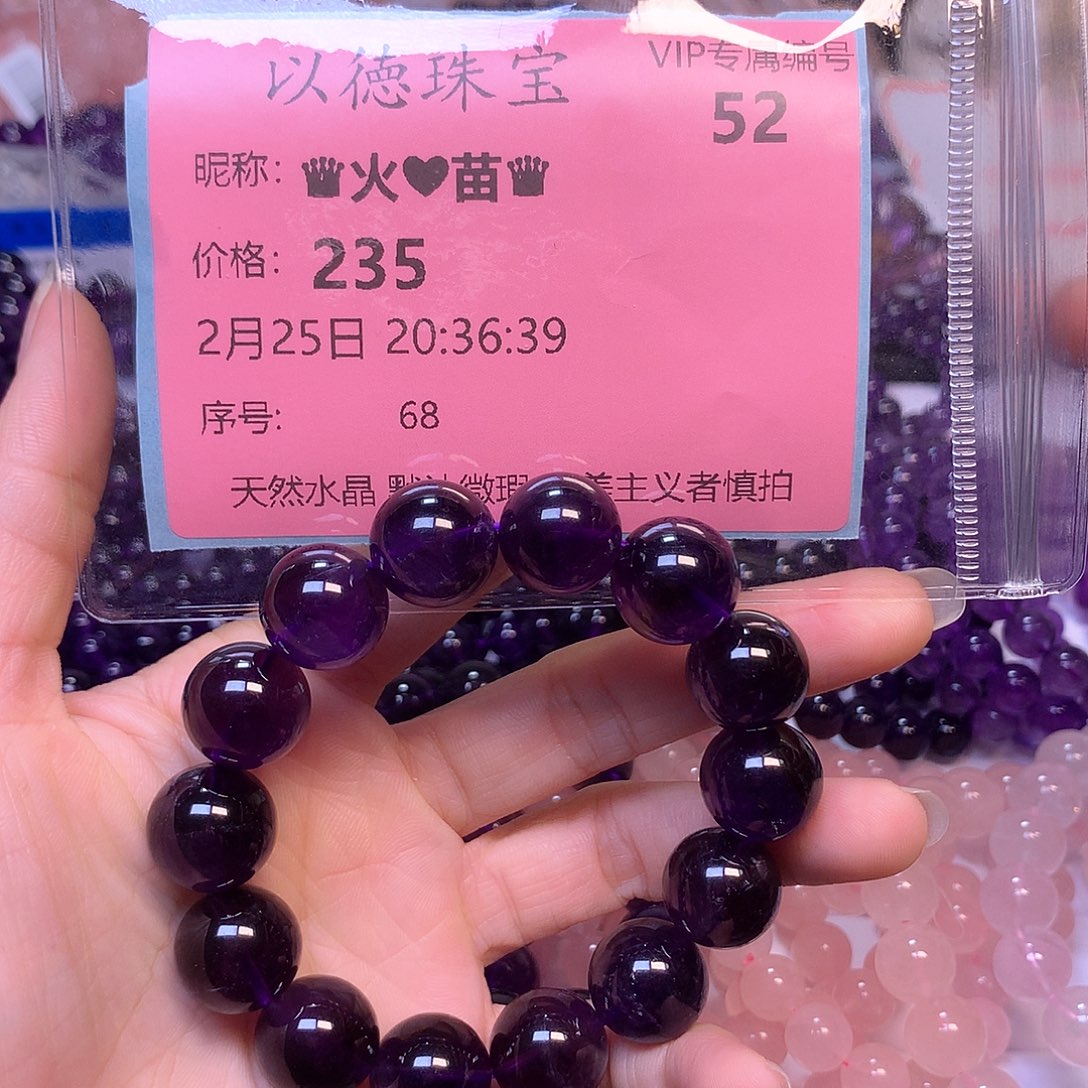 以德珠宝
VIP专属编号
52
昵称：♛火♥苗♛
价格：235
2月25日 20:36:39
序号: 68
天然水晶 微瑕 美主义者慎拍